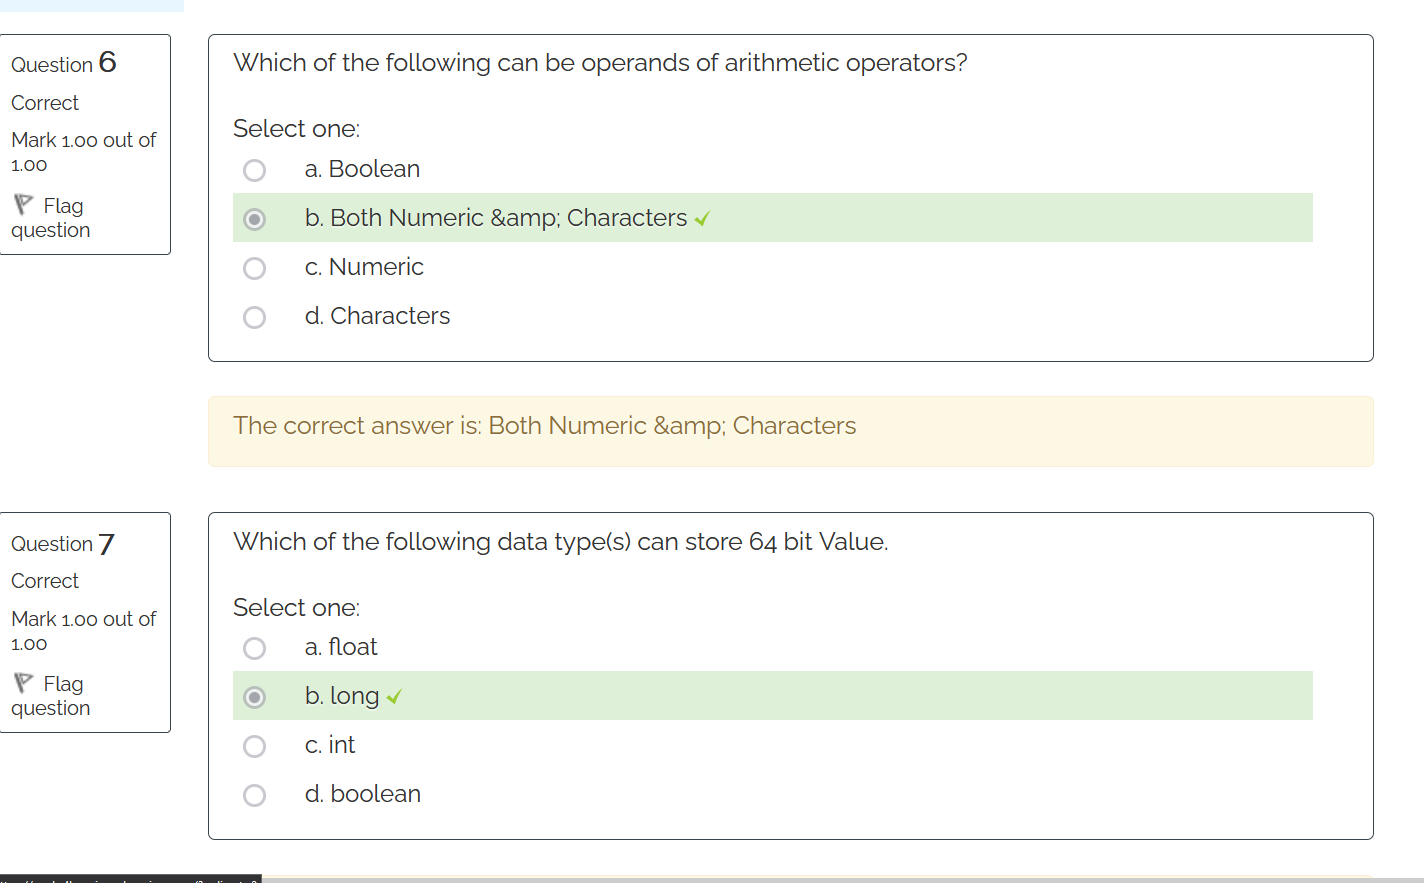 Question 6
Correct
Mark 1.00 out of
1.00
Flag
question
Which of the following can be operands of arithmetic operators?
Select one:
a. Boolean
b. Both Numeric &amp; Characters
c. Numeric
d. Characters
The correct answer is: Both Numeric &amp; Characters
Question 7
Correct
Mark 1.00 out of
1.00
Flag
question
Which of the following data type(s) can store 64 bit Value.
Select one:
a. float
b. long
c. int
d. boolean